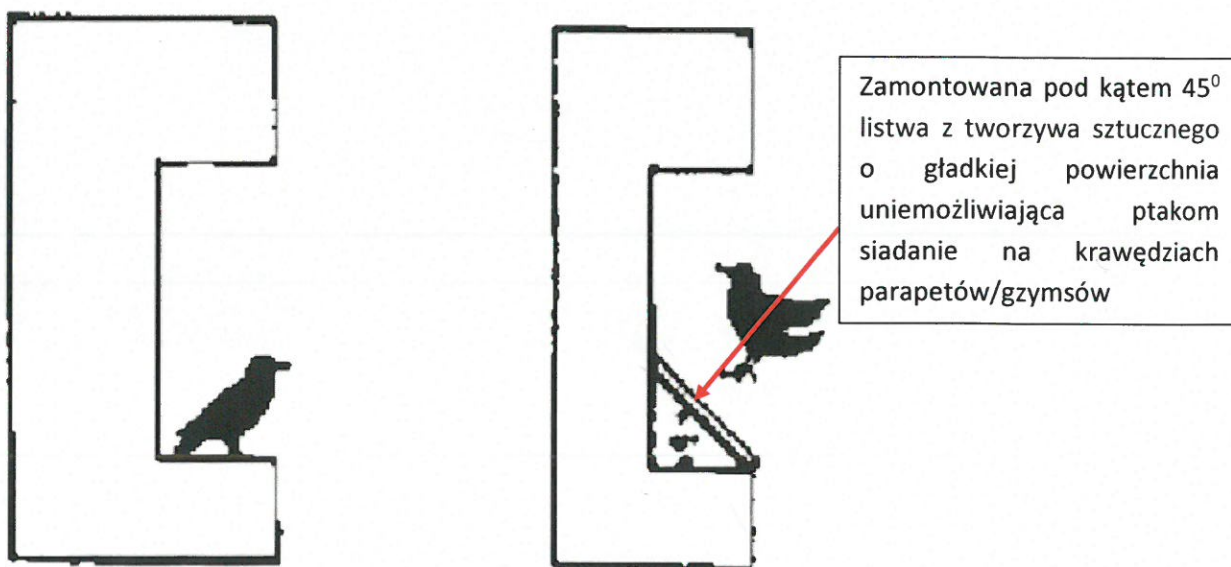 Zamontowana pod kątem 45⁰
listwa z tworzywa sztucznego
o gładkiej powierzchnia
uniemożliwiająca ptakom
siadanie na krawędziach
parapetów/gzymsów